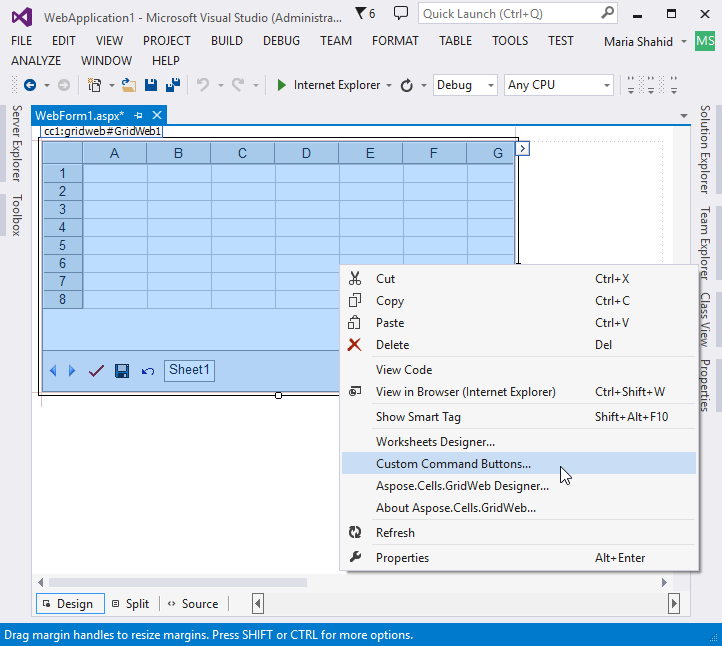 WebApplication1 - Microsoft Visual Studio (Administra...
6
Quick Launch (Ctrl+Q)
FILE EDIT VIEW PROJECT BUILD DEBUG TEAM FORMAT TABLE TOOLS TEST Maria Shahid MS
ANALYZE WINDOW HELP
Internet Explorer Debug Any CPU
WebForm1.aspx*
cc1:gridweb#GridWeb1
Server Explorer
Toolbox
A B C D E F G
1
2
3
4
5
6
7
8
Sheet1
Cut Ctrl+X
Copy Ctrl+C
Paste Ctrl+V
Delete Del
View Code
View in Browser (Internet Explorer) Ctrl+Shift+W
Show Smart Tag Shift+Alt+F10
Worksheets Designer...
Custom Command Buttons...
Aspose.Cells.GridWeb Designer...
About Aspose.Cells.GridWeb...
Refresh
Properties Alt+Enter
Solution Explorer
Team Explorer
Class View
Properties
Design Split Source
Drag margin handles to resize margins. Press SHIFT or CTRL for more options.